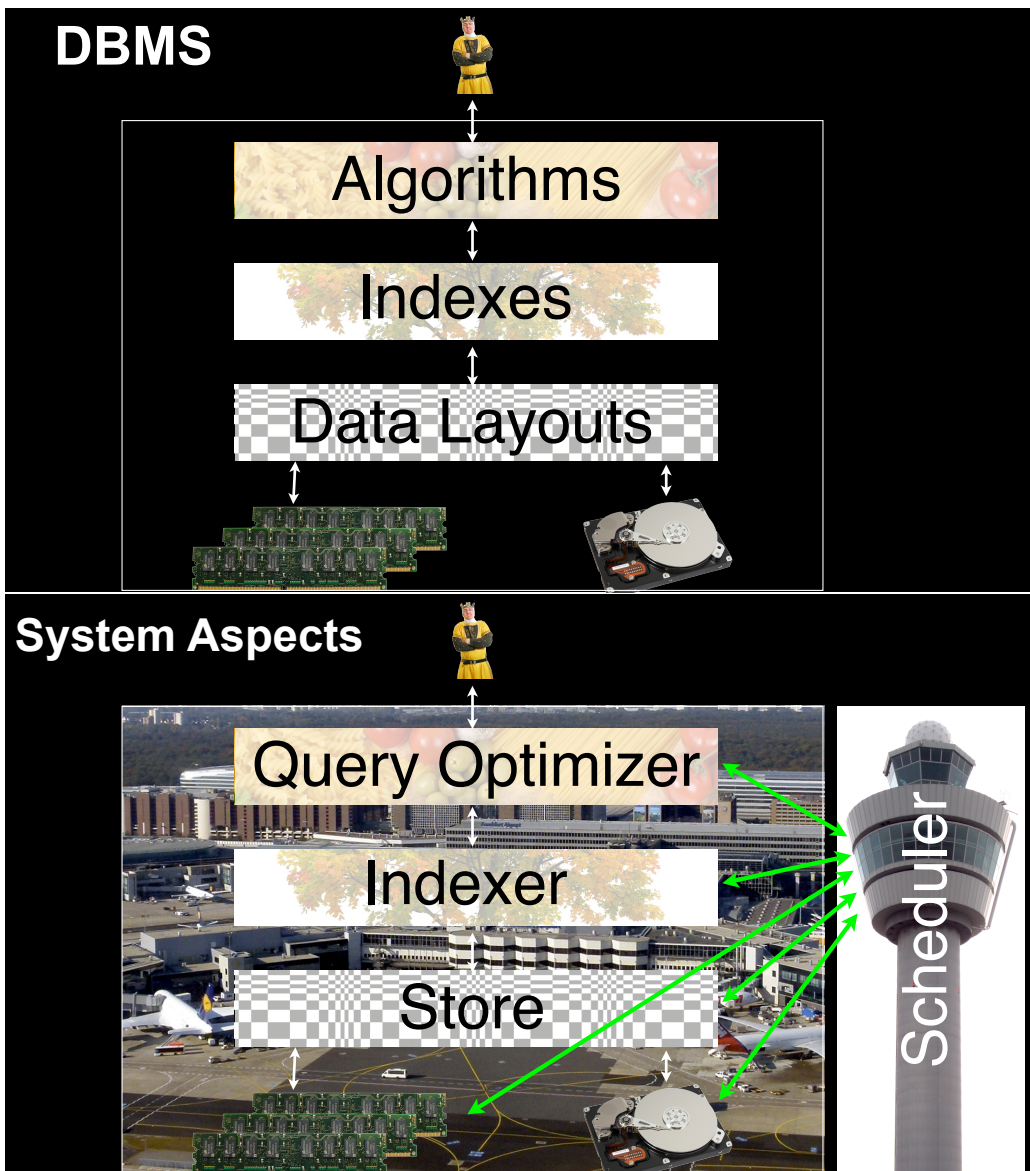 DBMS
Algorithms
Indexes
Data Layouts
System Aspects
Query Optimizer
Indexer
Store
Scheduler